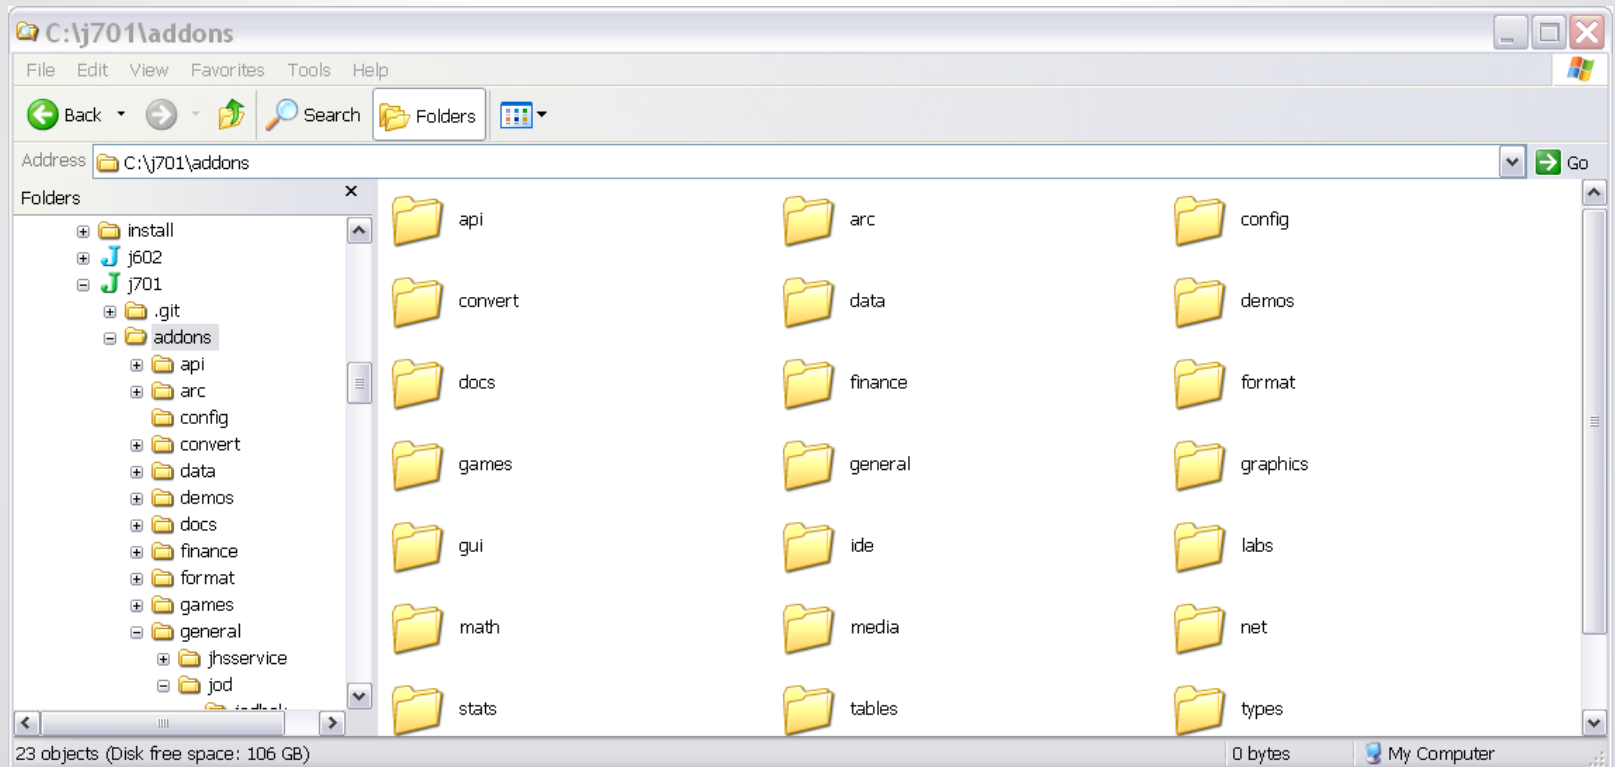 C:\j701\addons
File Edit View Favorites Tools Help
Back Search Folders
Address C:\j701\addons Go
Folders
install
j602
j701
.git
addons
api
arc
config
convert
data
demos
docs
finance
format
games
general
jhsservice
jod
api arc config
convert data demos
docs finance format
games general graphics
gui ide labs
math media net
stats tables types
23 objects (Disk free space: 106 GB) 0 bytes My Computer